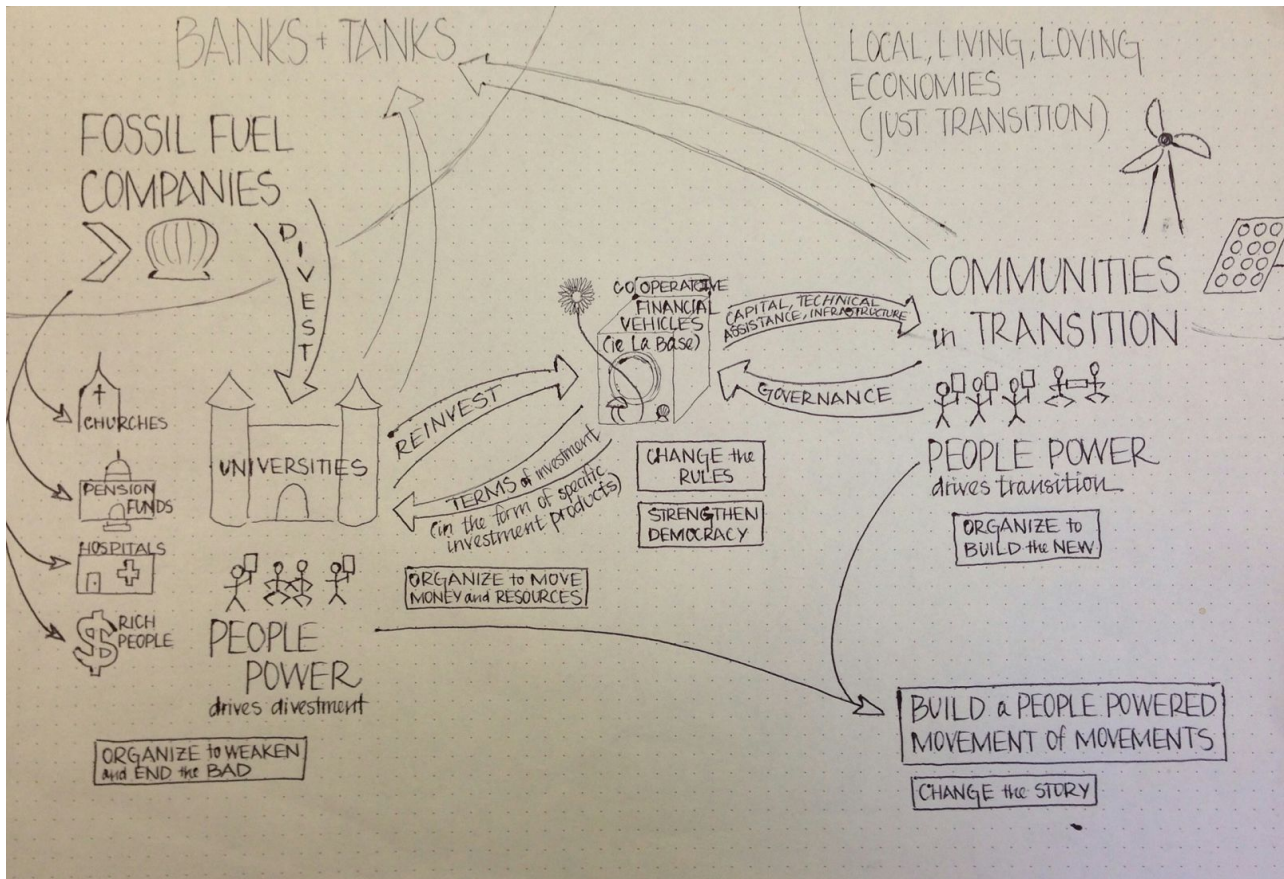 BANKS + TANKS
LOCAL, LIVING, LOVING
ECONOMIES
(JUST TRANSITION)
FOSSIL FUEL
COMPANIES
DIVEST
CHURCHES
PENSION
FUNDS
HOSPITALS
$ RICH
PEOPLE
UNIVERSITIES
PEOPLE
POWER
drives divestment
ORGANIZE to WEAKEN
and END the BAD
REINVEST
TERMS of investment
(in the form of specific
investment products)
ORGANIZE to MOVE
MONEY and RESOURCES
COOPERATIVE
FINANCIAL
VEHICLES
(ie La Base)
CHANGE the
RULES
STRENGTHEN
DEMOCRACY
CAPITAL, TECHNICAL
ASSISTANCE, INFRASTRUCTURE
GOVERNANCE
COMMUNITIES
in TRANSITION
PEOPLE POWER
drives transition
ORGANIZE to
BUILD the NEW
BUILD a PEOPLE POWERED
MOVEMENT of MOVEMENTS
CHANGE the STORY